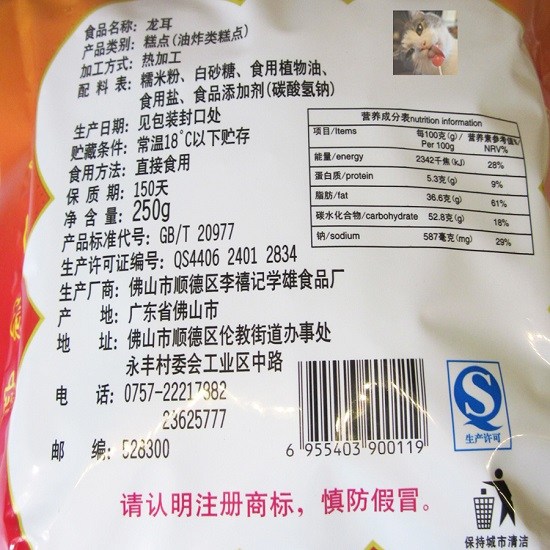 食品名称: 龙耳
产品类别: 糕点(油炸类糕点)
加工方式: 热加工
配 料 表: 糯米粉、白砂糖、食用植物油、
食用盐、食品添加剂(碳酸氢钠)
生产日期: 见包装封口处
贮藏条件: 常温18℃以下贮存
食用方法: 直接食用
保 质 期: 150天
净 含 量: 250g
产品标准代号: GB/T 20977
生产许可证编号: QS4406 2401 2834
生产厂商: 佛山市顺德区李禧记学雄食品厂
产 地: 广东省佛山市
地 址: 佛山市顺德区伦教街道办事处
永丰村委会工业区中路
电 话: 0757-22217382
23625777
邮 编: 528300
营养成分表nutrition information
项目/Items 每100克(g)/ Per 100g 营养素参考值%/ NRV%
能量/energy 2342千焦(kJ) 28%
蛋白质/protein 5.3克(g) 9%
脂肪/fat 36.6克(g) 61%
碳水化合物/carbohydrate 52.8克(g) 18%
钠/sodium 587毫克(mg) 29%
6 955403 900119
生产许可
请认明注册商标，慎防假冒。
保持城市清洁